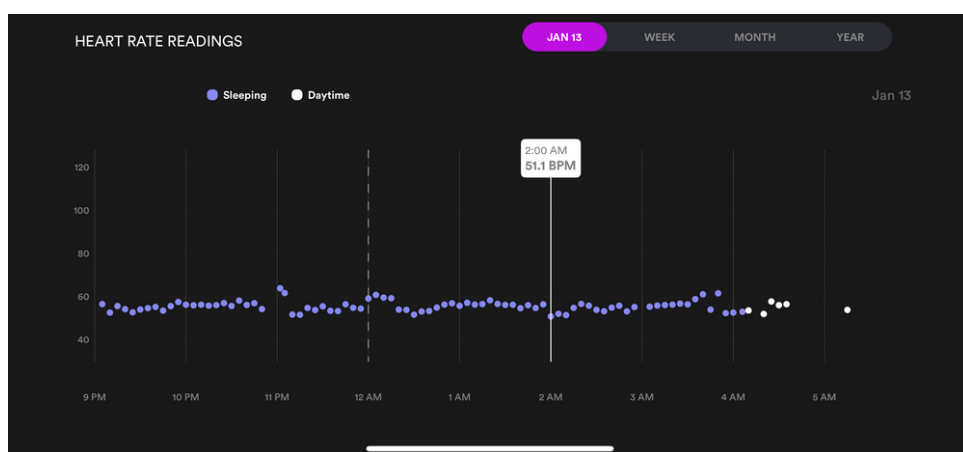 HEART RATE READINGS
JAN 13 WEEK MONTH YEAR
Sleeping Daytime
Jan 13
2:00 AM
51.1 BPM
120
100
80
60
40
9 PM 10 PM 11 PM 12 AM 1 AM 2 AM 3 AM 4 AM 5 AM